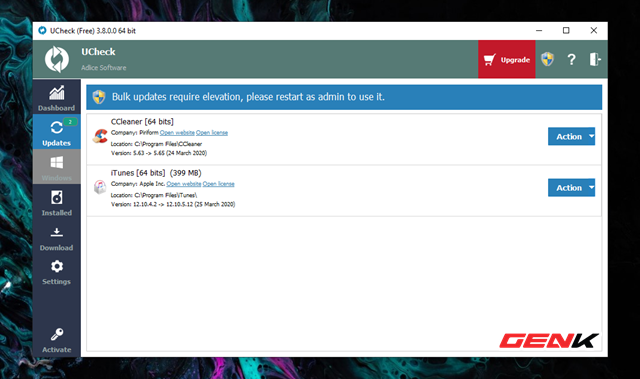 UCheck (Free) 3.8.0.0 64 bit
UCheck
Adlice Software
Upgrade
?
Dashboard
Bulk updates require elevation, please restart as admin to use it.
2
Updates
CCleaner [64 bits]
Company: Piriform Open website Open license
Location: C:\Program Files\CCleaner
Version: 5.63 -> 5.65 (24 March 2020)
Action
Windows
iTunes [64 bits] (399 MB)
Company: Apple Inc. Open website Open license
Location: C:\Program Files\iTunes\
Version: 12.10.4.2 -> 12.10.5.12 (25 March 2020)
Action
Installed
Download
Settings
Activate
GENK